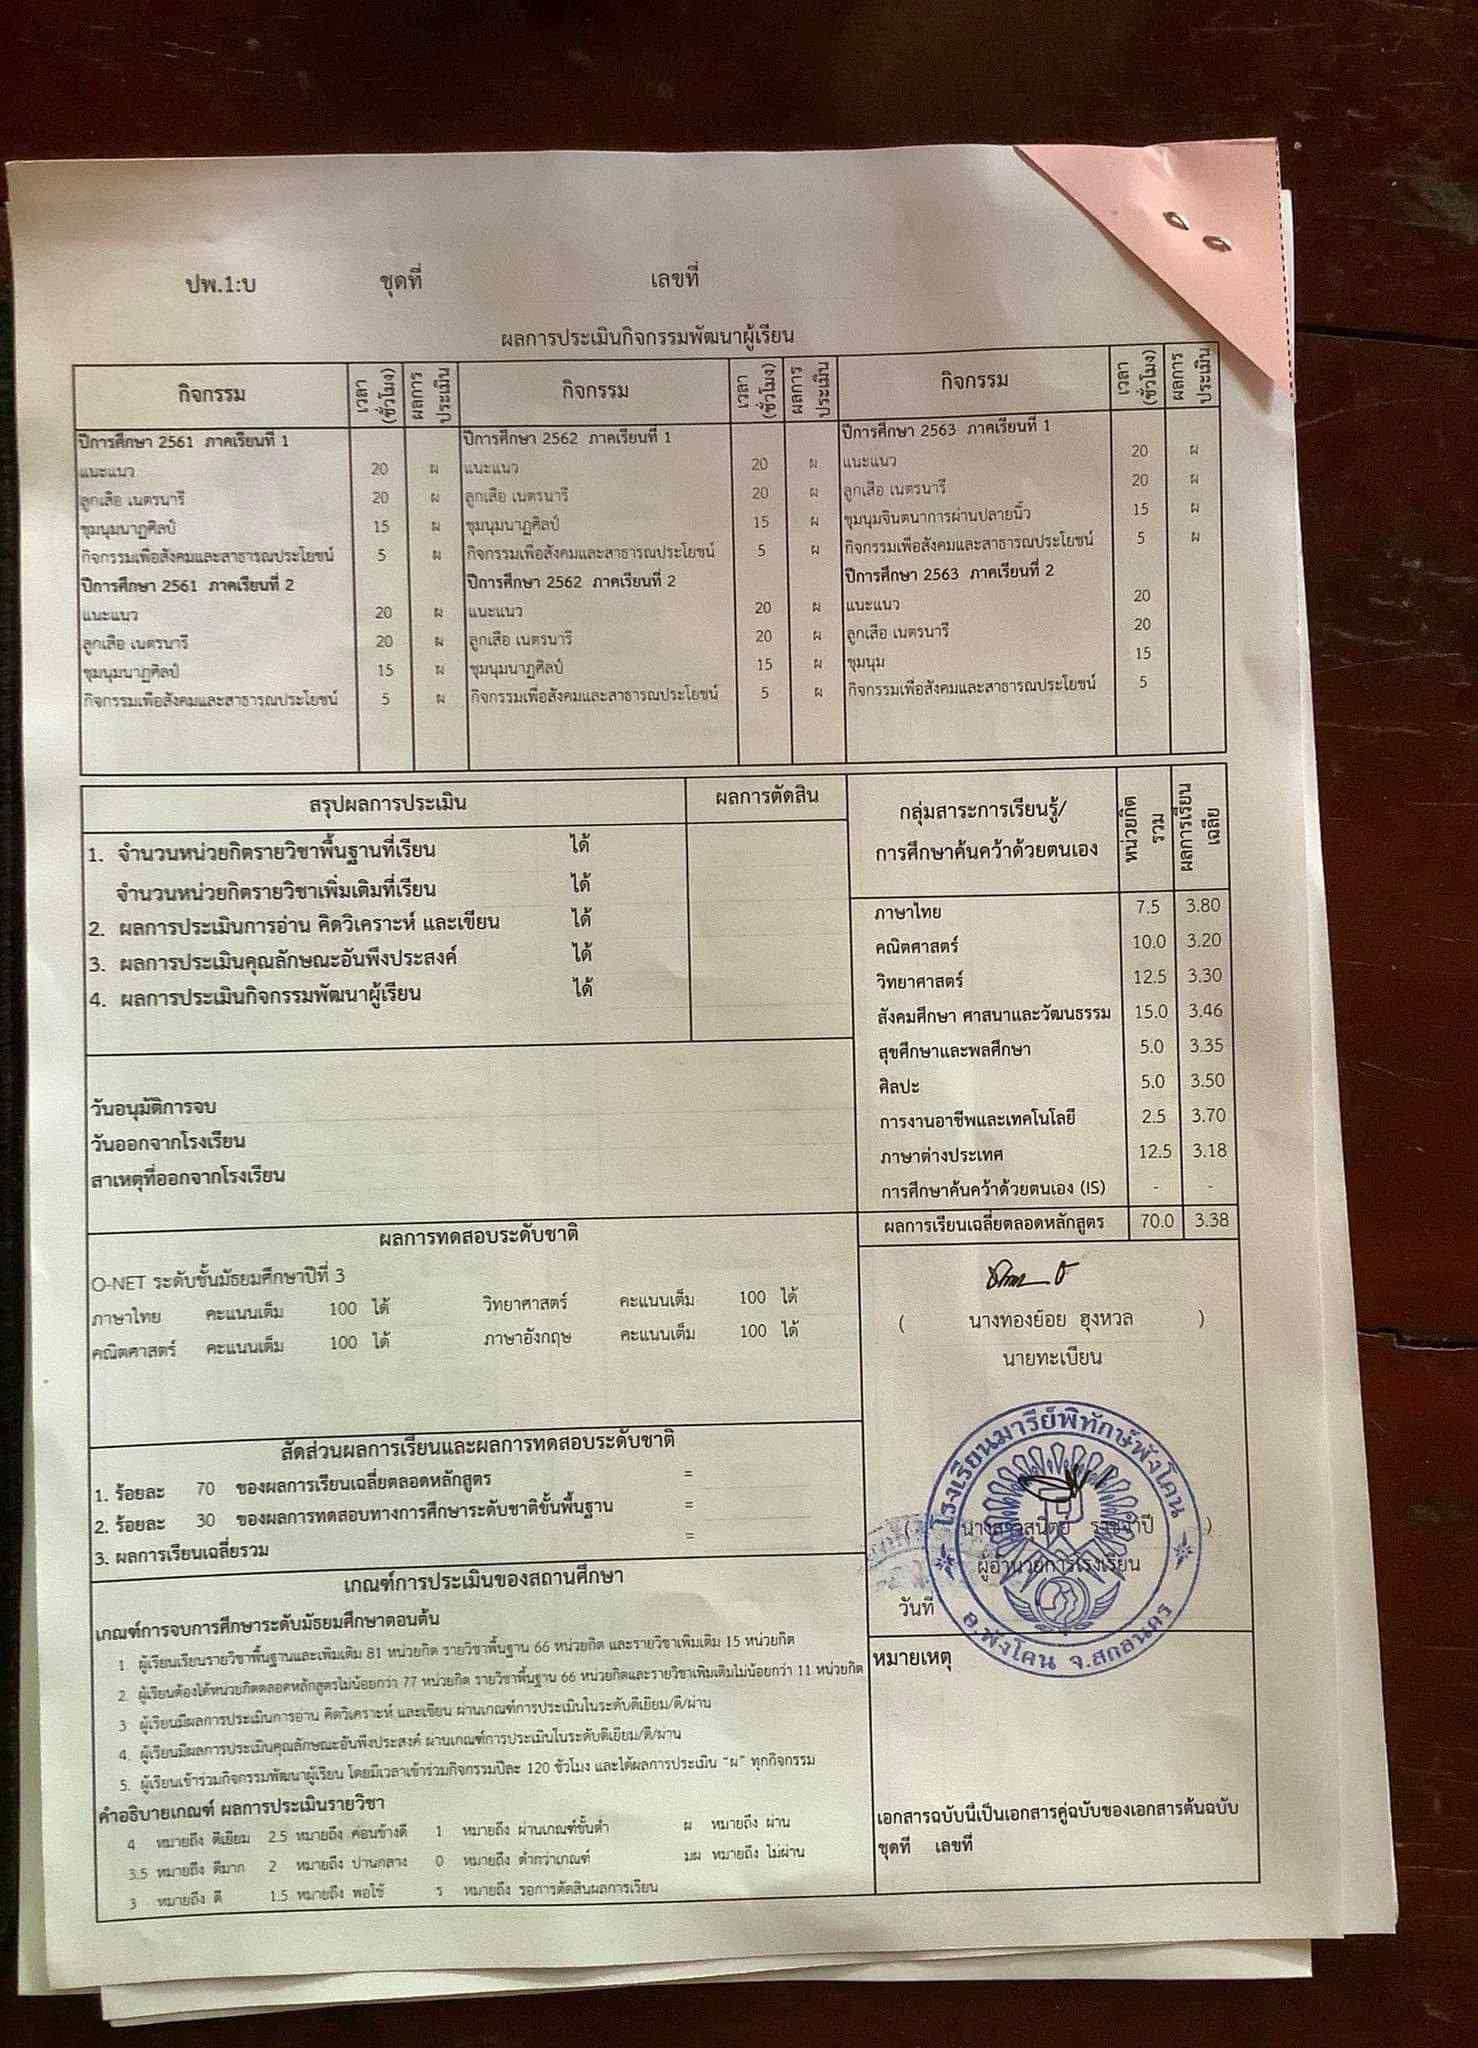 ปพ.1:บ ชุดที่ เลขที่
ผลการประเมินกิจกรรมพัฒนาผู้เรียน
กิจกรรม เวลา (ชั่วโมง) ผลการประเมิน กิจกรรม เวลา (ชั่วโมง) ผลการประเมิน กิจกรรม เวลา (ชั่วโมง) ผลการประเมิน
ปีการศึกษา 2561 ภาคเรียนที่ 1 ปีการศึกษา 2562 ภาคเรียนที่ 1 ปีการศึกษา 2563 ภาคเรียนที่ 1
แนะแนว 20 ผ แนะแนว 20 ผ แนะแนว 20 ผ
ลูกเสือ เนตรนารี 20 ผ ลูกเสือ เนตรนารี 20 ผ ลูกเสือ เนตรนารี 20 ผ
ชุมนุมนาฏศิลป์ 15 ผ ชุมนุมนาฏศิลป์ 15 ผ ชุมนุมจินตนาการผ่านปลายนิ้ว 15 ผ
กิจกรรมเพื่อสังคมและสาธารณประโยชน์ 5 ผ กิจกรรมเพื่อสังคมและสาธารณประโยชน์ 5 ผ กิจกรรมเพื่อสังคมและสาธารณประโยชน์ 5 ผ
ปีการศึกษา 2561 ภาคเรียนที่ 2 ปีการศึกษา 2562 ภาคเรียนที่ 2 ปีการศึกษา 2563 ภาคเรียนที่ 2
แนะแนว 20 ผ แนะแนว 20 ผ แนะแนว 20
ลูกเสือ เนตรนารี 20 ผ ลูกเสือ เนตรนารี 20 ผ ลูกเสือ เนตรนารี 20
ชุมนุมนาฏศิลป์ 15 ผ ชุมนุมนาฏศิลป์ 15 ผ ชุมนุม 15
กิจกรรมเพื่อสังคมและสาธารณประโยชน์ 5 ผ กิจกรรมเพื่อสังคมและสาธารณประโยชน์ 5 ผ กิจกรรมเพื่อสังคมและสาธารณประโยชน์ 5
สรุปผลการประเมิน ผลการตัดสิน
1. จำนวนหน่วยกิตรายวิชาพื้นฐานที่เรียน ได้
จำนวนหน่วยกิตรายวิชาเพิ่มเติมที่เรียน ได้
2. ผลการประเมินการอ่าน คิดวิเคราะห์ และเขียน ได้
3. ผลการประเมินคุณลักษณะอันพึงประสงค์ ได้
4. ผลการประเมินกิจกรรมพัฒนาผู้เรียน ได้
วันอนุมัติการจบ
วันออกจากโรงเรียน
สาเหตุที่ออกจากโรงเรียน
กลุ่มสาระการเรียนรู้/ การศึกษาค้นคว้าด้วยตนเอง หน่วยกิตรวม ผลการเรียนเฉลี่ย
ภาษาไทย 7.5 3.80
คณิตศาสตร์ 10.0 3.20
วิทยาศาสตร์ 12.5 3.30
สังคมศึกษา ศาสนาและวัฒนธรรม 15.0 3.46
สุขศึกษาและพลศึกษา 5.0 3.35
ศิลปะ 5.0 3.50
การงานอาชีพและเทคโนโลยี 2.5 3.70
ภาษาต่างประเทศ 12.5 3.18
การศึกษาค้นคว้าด้วยตนเอง (IS) - -
ผลการเรียนเฉลี่ยตลอดหลักสูตร 70.0 3.38
ผลการทดสอบระดับชาติ
O-NET ระดับชั้นมัธยมศึกษาปีที่ 3
ภาษาไทย คะแนนเต็ม 100 ได้ วิทยาศาสตร์ คะแนนเต็ม 100 ได้
คณิตศาสตร์ คะแนนเต็ม 100 ได้ ภาษาอังกฤษ คะแนนเต็ม 100 ได้
( นางทองย้อย ฮุงหวล )
นายทะเบียน
สัดส่วนผลการเรียนและผลการทดสอบระดับชาติ
1. ร้อยละ 70 ของผลการเรียนเฉลี่ยตลอดหลักสูตร =
2. ร้อยละ 30 ของผลการทดสอบทางการศึกษาระดับชาติขั้นพื้นฐาน =
3. ผลการเรียนเฉลี่ยรวม =
โรงเรียนมารีย์พิทักษ์พังโคน
อ.พังโคน จ.สกลนคร
ผู้อำนวยการโรงเรียน
วันที่
เกณฑ์การประเมินของสถานศึกษา
เกณฑ์การจบการศึกษาระดับมัธยมศึกษาตอนต้น
1 ผู้เรียนเรียนรายวิชาพื้นฐานและเพิ่มเติม 81 หน่วยกิต รายวิชาพื้นฐาน 66 หน่วยกิต และรายวิชาเพิ่มเติม 15 หน่วยกิต
2 ผู้เรียนต้องได้หน่วยกิตตลอดหลักสูตรไม่น้อยกว่า 77 หน่วยกิต รายวิชาพื้นฐาน 66 หน่วยกิตและรายวิชาเพิ่มเติมไม่น้อยกว่า 11 หน่วยกิต
3 ผู้เรียนมีผลการประเมินการอ่าน คิดวิเคราะห์ และเขียน ผ่านเกณฑ์การประเมินในระดับดีเยี่ยม/ดี/ผ่าน
4. ผู้เรียนมีผลการประเมินคุณลักษณะอันพึงประสงค์ ผ่านเกณฑ์การประเมินในระดับดีเยี่ยม/ดี/ผ่าน
5. ผู้เรียนเข้าร่วมกิจกรรมพัฒนาผู้เรียน โดยมีเวลาเข้าร่วมกิจกรรมปีละ 120 ชั่วโมง และได้ผลการประเมิน "ผ" ทุกกิจกรรม
คำอธิบายเกณฑ์ ผลการประเมินรายวิชา
4 หมายถึง ดีเยี่ยม 2.5 หมายถึง ค่อนข้างดี 1 หมายถึง ผ่านเกณฑ์ขั้นต่ำ ผ หมายถึง ผ่าน
3.5 หมายถึง ดีมาก 2 หมายถึง ปานกลาง 0 หมายถึง ต่ำกว่าเกณฑ์ มผ หมายถึง ไม่ผ่าน
3 หมายถึง ดี 1.5 หมายถึง พอใช้ ร หมายถึง รอการตัดสินผลการเรียน
หมายเหตุ
เอกสารฉบับนี้เป็นเอกสารคู่ฉบับของเอกสารต้นฉบับ
ชุดที่ เลขที่